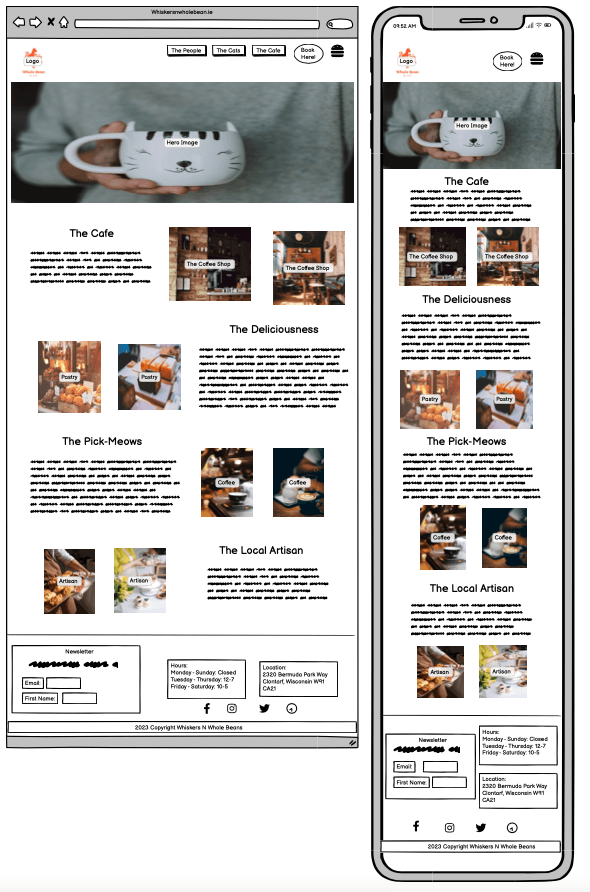 Whiskersnwholebean.ie
Logo
Whole Bean
The People
The Cats
The Cafe
Book
Here!
Hero Image
The Cafe
The Coffee Shop
The Coffee Shop
The Deliciousness
Pastry
Pastry
The Pick-Meows
Coffee
Coffee
The Local Artisan
Artisan
Artisan
Newsletter
Email:
First Name:
Hours:
Monday - Sunday: Closed
Tuesday - Thursday: 12-7
Friday - Saturday: 10-5
Location:
2320 Bermuda Park Way
Clontarf, Wisconsin W91
CA21
2023 Copyright Whiskers N Whole Beans
09:52 AM
Logo
Whole Bean
Book
Here!
Hero Image
The Cafe
The Coffee Shop
The Coffee Shop
The Deliciousness
Pastry
Pastry
The Pick-Meows
Coffee
Coffee
The Local Artisan
Artisan
Artisan
Newsletter
Email:
First Name:
Hours:
Monday - Sunday: Closed
Tuesday - Thursday: 12-7
Friday - Saturday: 10-5
Location:
2320 Bermuda Park Way
Clontarf, Wisconsin W91
CA21
2023 Copyright Whiskers N Whole Beans